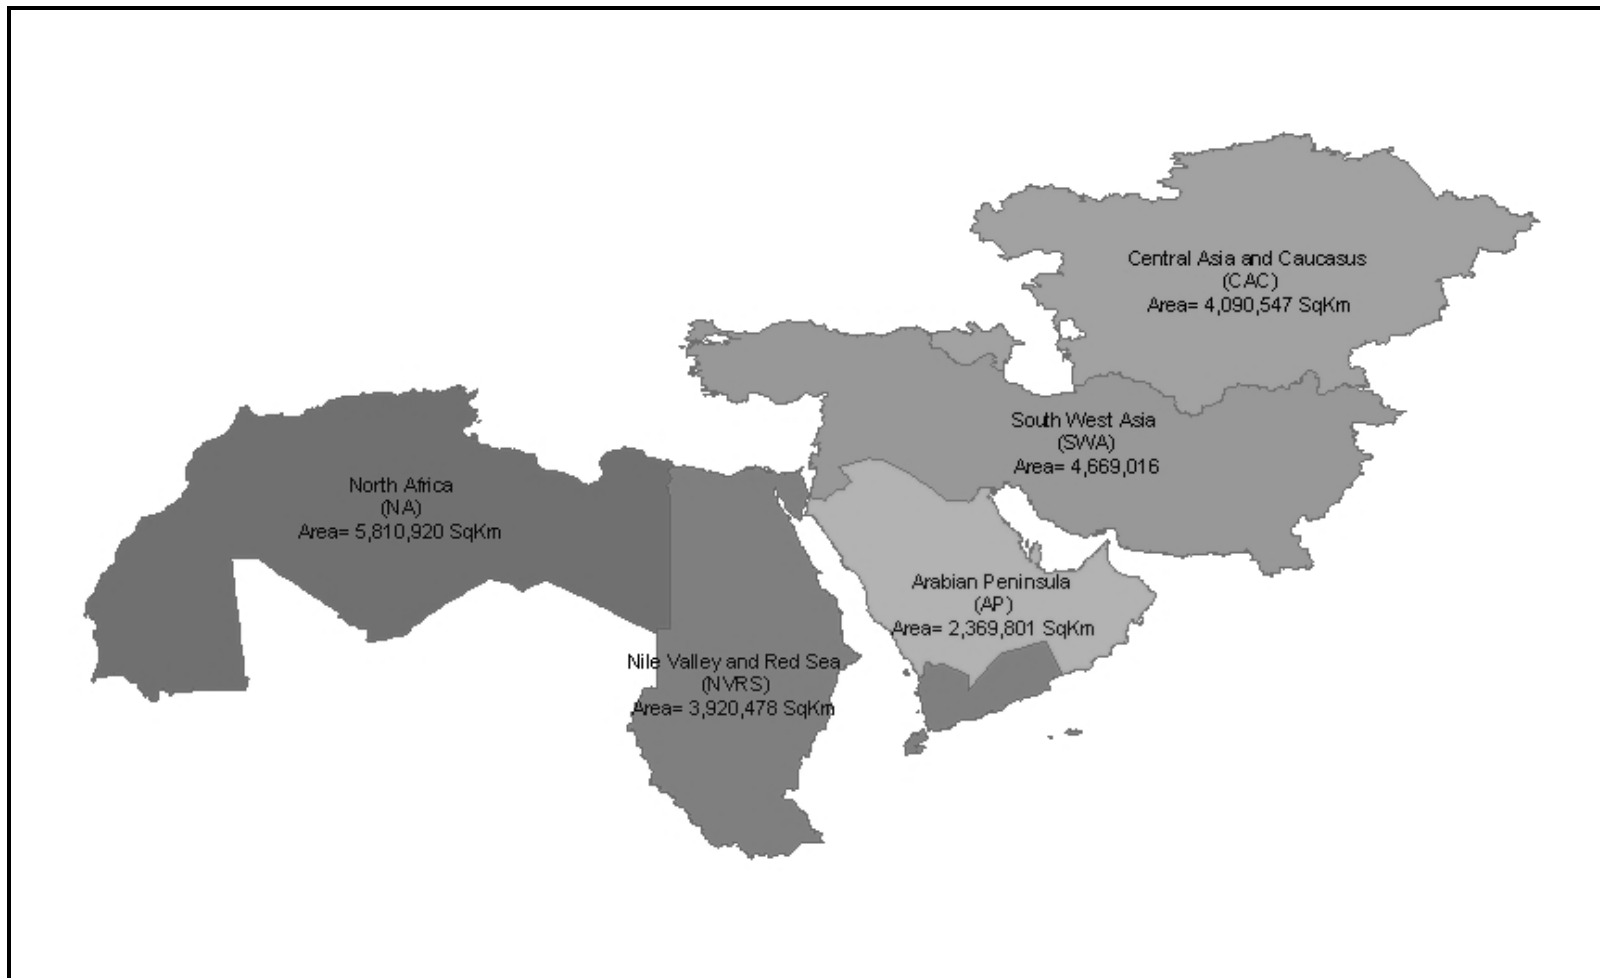 Central Asia and Caucasus
(CAC)
Area= 4,090,547 SqKm
South West Asia
(SWA)
Area= 4,669,016
North Africa
(NA)
Area= 5,810,920 SqKm
Arabian Peninsula
(AP)
Area= 2,369,801 SqKm
Nile Valley and Red Sea
(NVRS)
Area= 3,920,478 SqKm